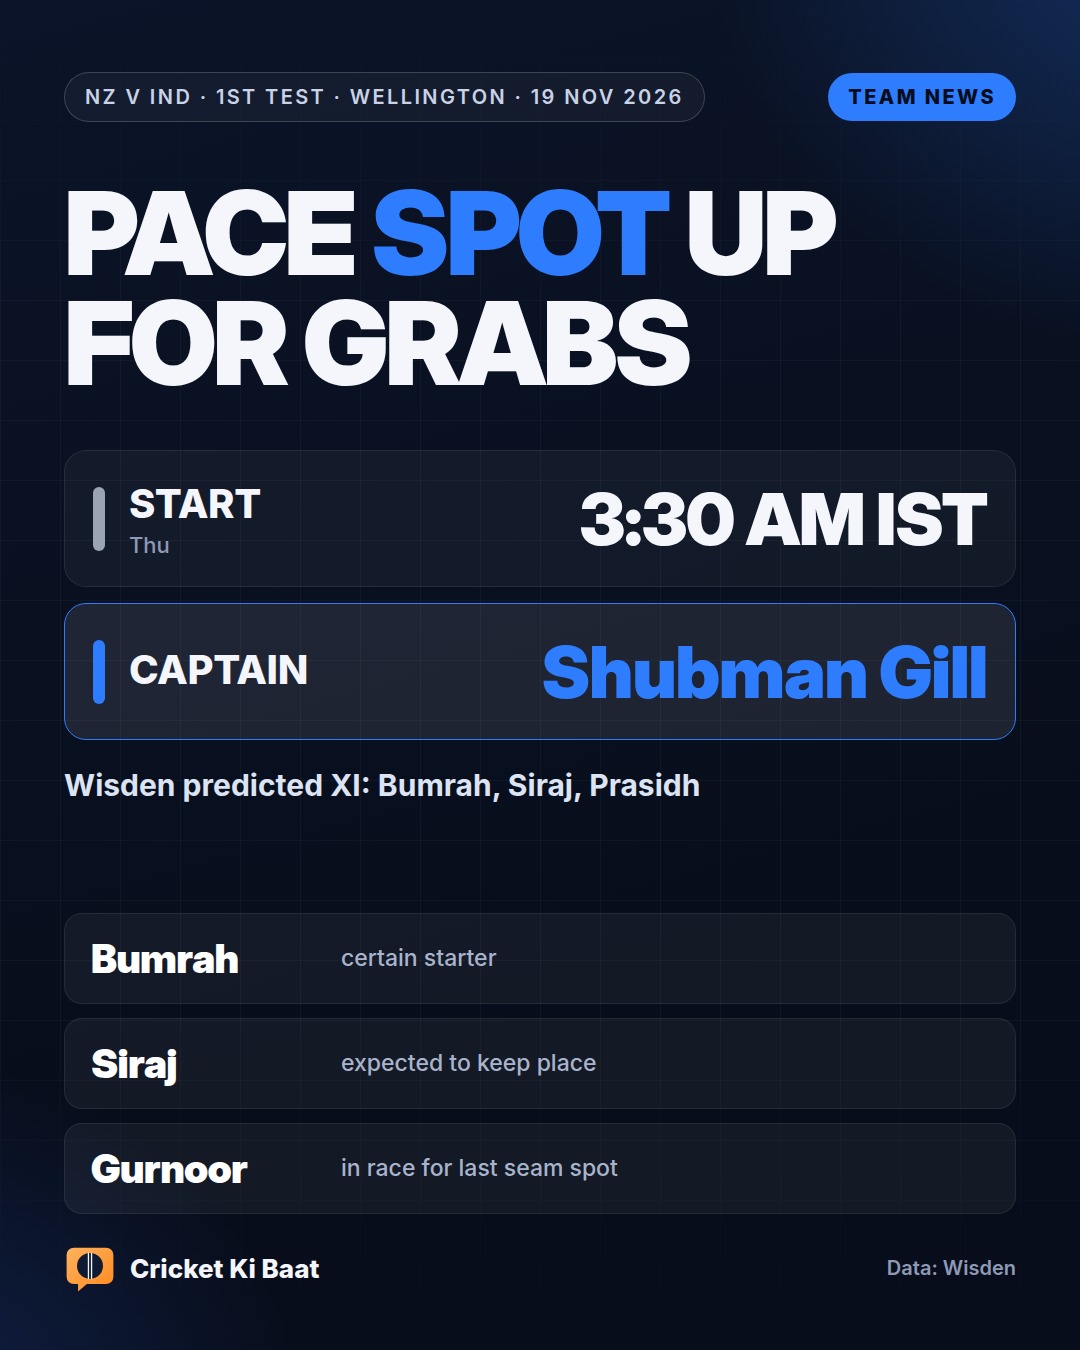 NZ V IND · 1ST TEST · WELLINGTON · 19 NOV 2026
TEAM NEWS
PACE SPOT UP
FOR GRABS
START
Thu
3:30 AM IST
CAPTAIN
Shubman Gill
Wisden predicted XI: Bumrah, Siraj, Prasidh
Bumrah
certain starter
Siraj
expected to keep place
Gurnoor
in race for last seam spot
Cricket Ki Baat
Data: Wisden